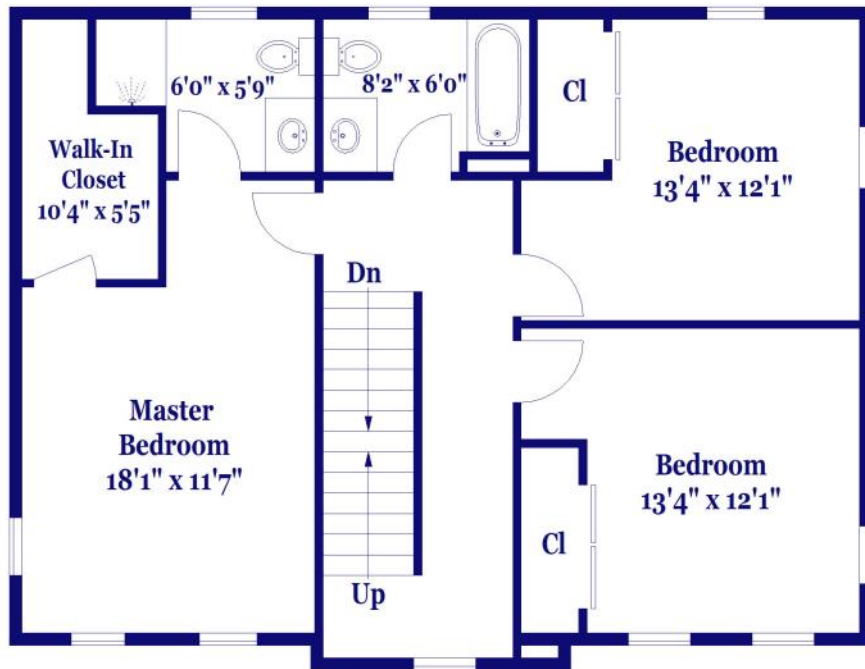 6'0" x 5'9"
8'2" x 6'0"
Cl
Walk-In
Closet
10'4" x 5'5"
Bedroom
13'4" x 12'1"
Dn
Master
Bedroom
18'1" x 11'7"
Bedroom
13'4" x 12'1"
Cl
Up